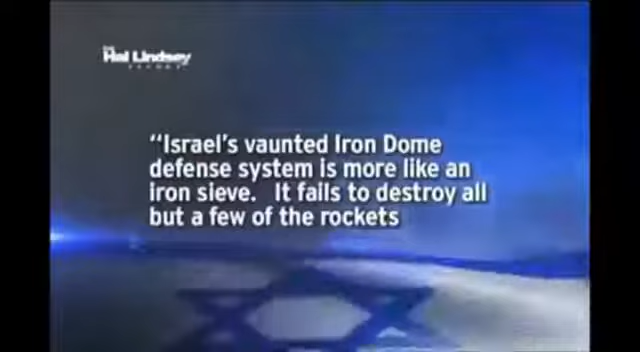 The
Hal Lindsey
REPORT
“Israel’s vaunted Iron Dome
defense system is more like an
iron sieve. It fails to destroy all
but a few of the rockets